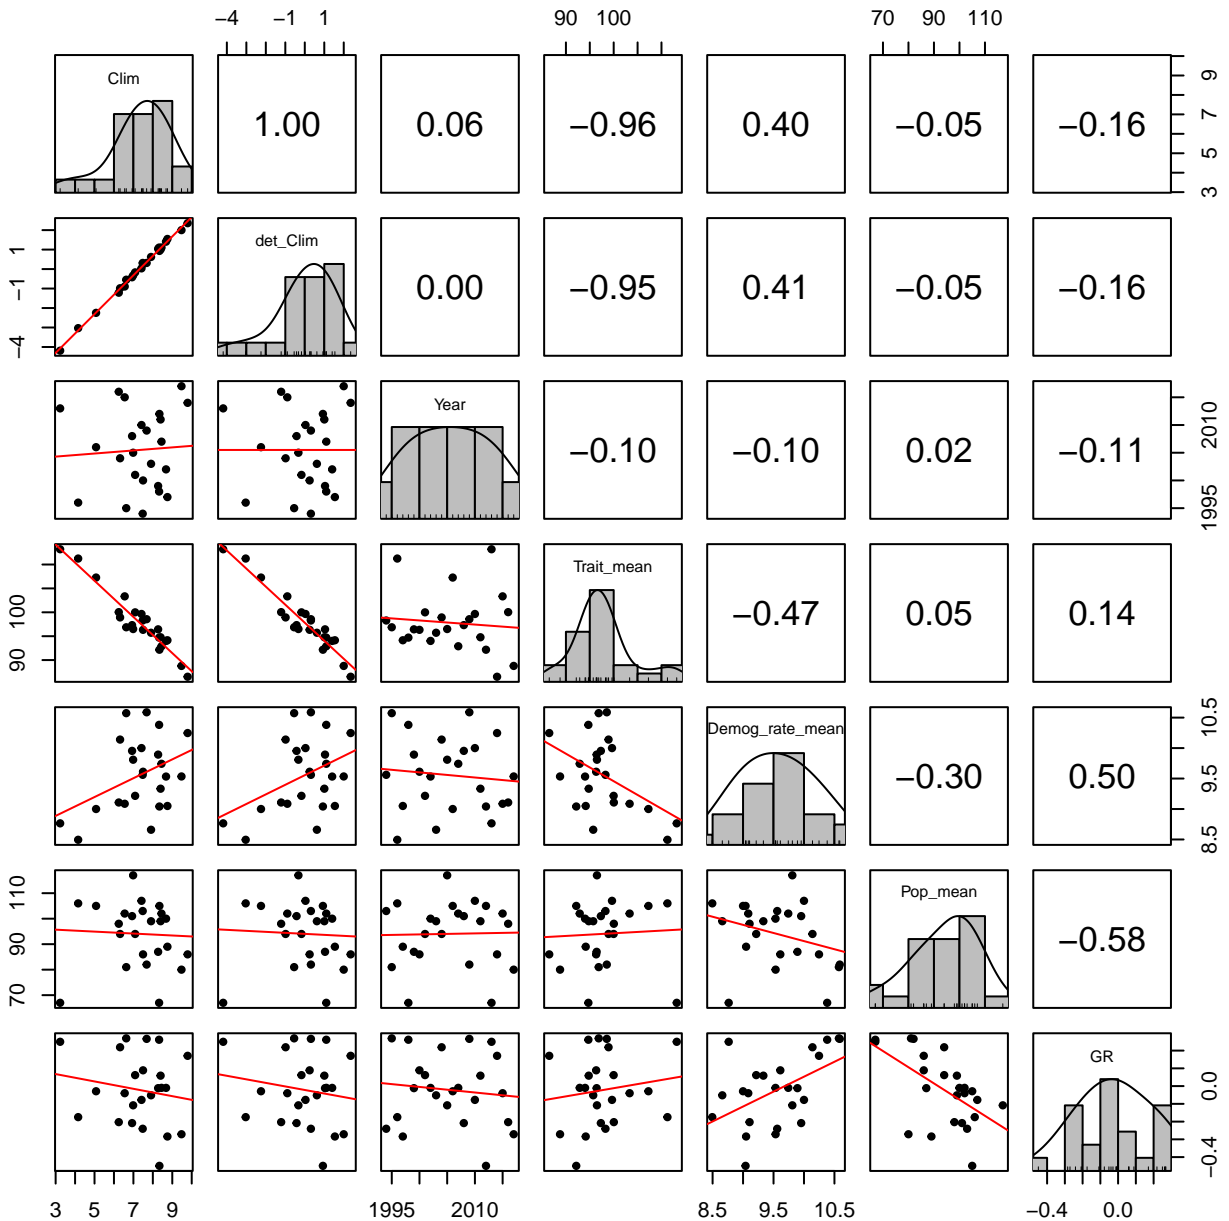 −4 −1 1 90 100 70 90 110
Clim 1.00 0.06 −0.96 0.40 −0.05 −0.16 3 5 7 9
−4 −1 1 det_Clim 0.00 −0.95 0.41 −0.05 −0.16
Year −0.10 −0.10 0.02 −0.11 1995 2010
90 100 Trait_mean −0.47 0.05 0.14
Demog_rate_mean −0.30 0.50 8.5 9.5 10.5
70 90 110 Pop_mean −0.58
GR −0.4 0.0
3 5 7 9 1995 2010 8.5 9.5 10.5 −0.4 0.0